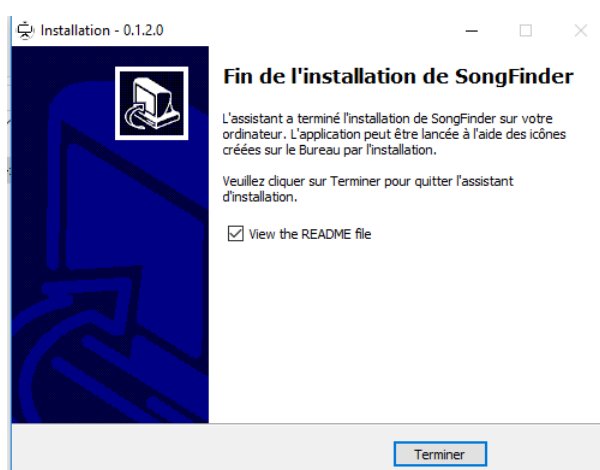 Installation - 0.1.2.0
Fin de l'installation de SongFinder
L'assistant a terminé l'installation de SongFinder sur votre
ordinateur. L'application peut être lancée à l'aide des icônes
créées sur le Bureau par l'installation.
Veuillez cliquer sur Terminer pour quitter l'assistant
d'installation.
View the README file
Terminer